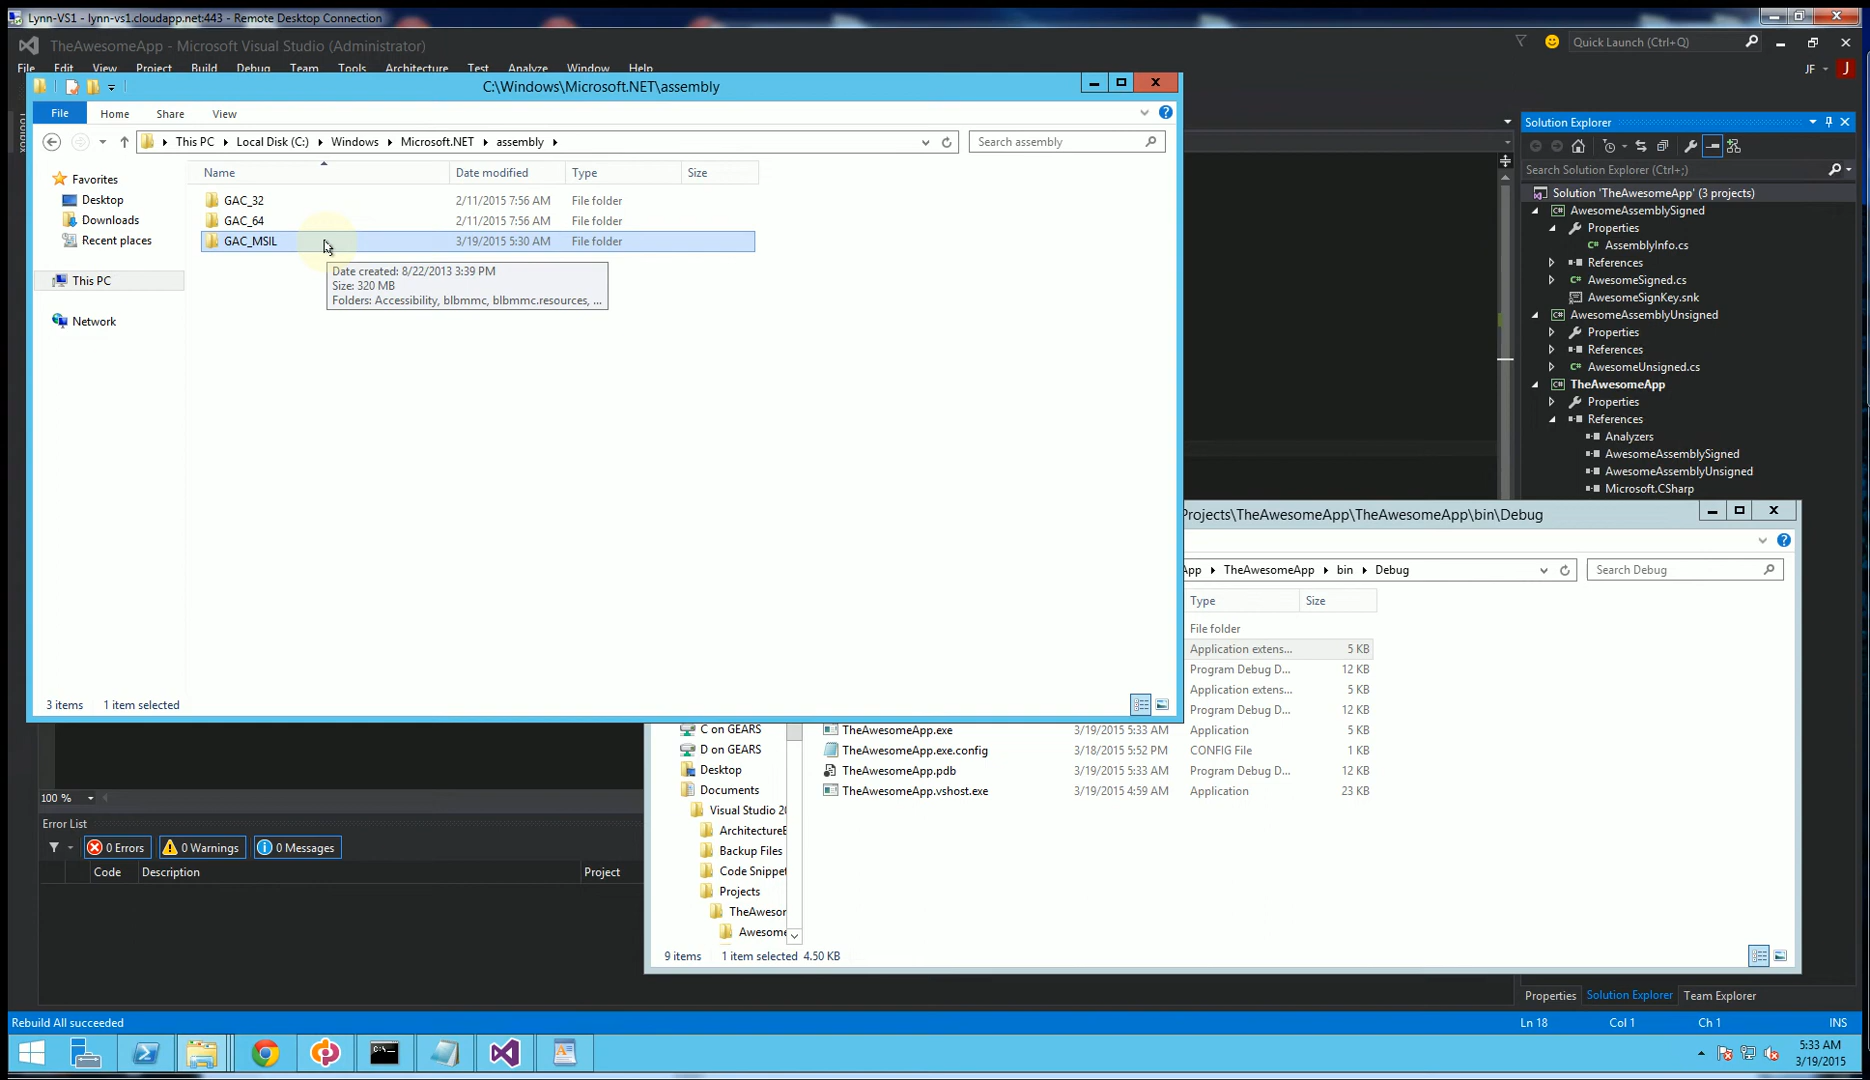 Lynn-VS1 - lynn-vs1.cloudapp.net:443 - Remote Desktop Connection
TheAwesomeApp - Microsoft Visual Studio (Administrator)
Quick Launch (Ctrl+Q)
File Edit View Project Build Debug Team Tools Architecture Test Analyze Window Help
JF J
C:\Windows\Microsoft.NET\assembly
File Home Share View
This PC Local Disk (C:) Windows Microsoft.NET assembly
Search assembly
Name Date modified Type Size
Favorites
Desktop
Downloads
Recent places
This PC
Network
GAC_32 2/11/2015 7:56 AM File folder
GAC_64 2/11/2015 7:56 AM File folder
GAC_MSIL 3/19/2015 5:30 AM File folder
Date created: 8/22/2013 3:39 PM
Size: 320 MB
Folders: Accessibility, blbmmc, blbmmc.resources, ...
3 items 1 item selected
Solution Explorer
Search Solution Explorer (Ctrl+;)
Solution 'TheAwesomeApp' (3 projects)
AwesomeAssemblySigned
Properties
AssemblyInfo.cs
References
AwesomeSigned.cs
AwesomeSignKey.snk
AwesomeAssemblyUnsigned
Properties
References
AwesomeUnsigned.cs
TheAwesomeApp
Properties
References
Analyzers
AwesomeAssemblySigned
AwesomeAssemblyUnsigned
Microsoft.CSharp
Projects\TheAwesomeApp\TheAwesomeApp\bin\Debug
App TheAwesomeApp bin Debug
Search Debug
Type Size
File folder
Application extens... 5 KB
Program Debug D... 12 KB
Application extens... 5 KB
Program Debug D... 12 KB
TheAwesomeApp.exe 3/19/2015 5:33 AM Application 5 KB
TheAwesomeApp.exe.config 3/18/2015 5:52 PM CONFIG File 1 KB
TheAwesomeApp.pdb 3/19/2015 5:33 AM Program Debug D... 12 KB
TheAwesomeApp.vshost.exe 3/19/2015 4:59 AM Application 23 KB
C on GEARS
D on GEARS
Desktop
Documents
Visual Studio 20
Code Snippet
Backup Files
Projects
9 items 1 item selected 4.50 KB
100 %
Error List
0 Errors 0 Warnings 0 Messages
Code Description Project
Properties Solution Explorer Team Explorer
Rebuild All succeeded
Ln 18 Col 1 Ch 1 INS
5:33 AM
3/19/2015